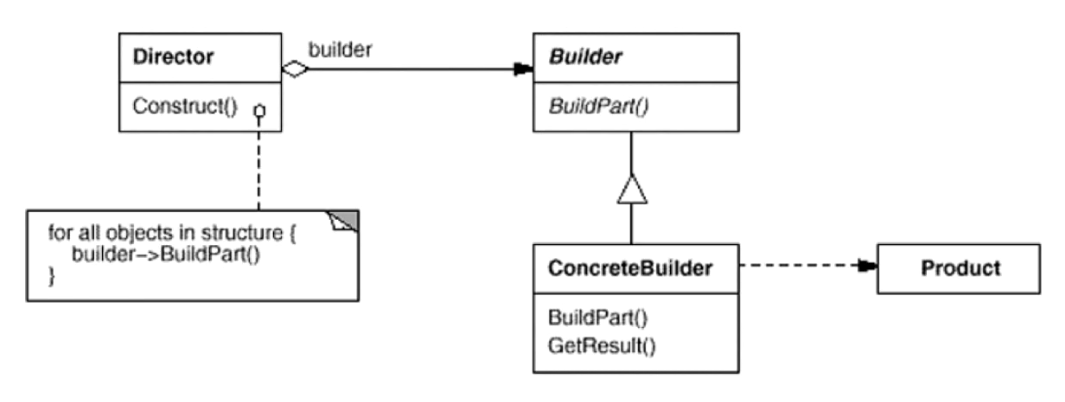 Director
builder
Builder
Construct()
BuildPart()
for all objects in structure {
builder->BuildPart()
}
ConcreteBuilder
Product
BuildPart()
GetResult()